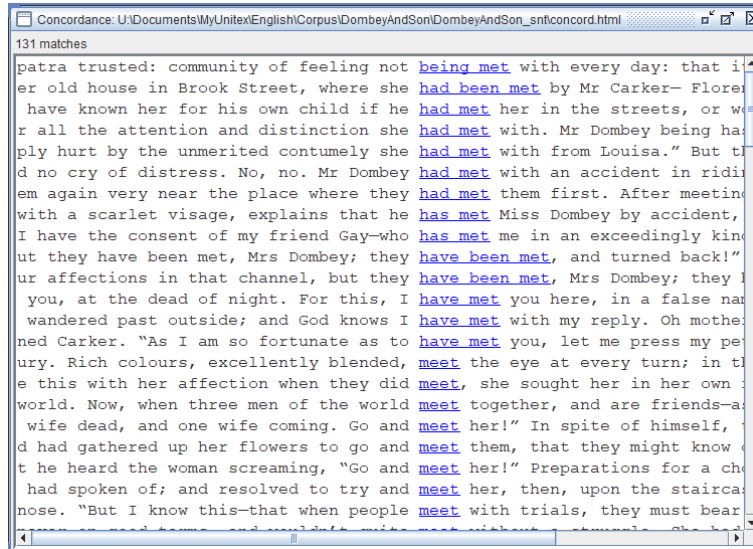 Concordance: U:\Documents\MyUnitex\English\Corpus\DombeyAndSon\DombeyAndSon_snt\concord.html
131 matches
patra trusted: community of feeling not being met with every day: that i
er old house in Brook Street, where she had been met by Mr Carker— Flore
have known her for his own child if he had met her in the streets, or w
r all the attention and distinction she had met with. Mr Dombey being ha
ply hurt by the unmerited contumely she had met with from Louisa.” But t
d no cry of distress. No, no. Mr Dombey had met with an accident in ridi
em again very near the place where they had met them first. After meetin
with a scarlet visage, explains that he has met Miss Dombey by accident,
I have the consent of my friend Gay—who has met me in an exceedingly kin
ut they have been met, Mrs Dombey; they have been met, and turned back!”
ur affections in that channel, but they have been met, Mrs Dombey; they
you, at the dead of night. For this, I have met you here, in a false na
wandered past outside; and God knows I have met with my reply. Oh mothe
ned Carker. “As I am so fortunate as to have met you, let me press my pe
ury. Rich colours, excellently blended, meet the eye at every turn; in t
e this with her affection when they did meet, she sought her in her own
world. Now, when three men of the world meet together, and are friends—a
wife dead, and one wife coming. Go and meet her!” In spite of himself,
d had gathered up her flowers to go and meet them, that they might know
t he heard the woman screaming, “Go and meet her!” Preparations for a ch
had spoken of; and resolved to try and meet her, then, upon the stairca
nose. “But I know this—that when people meet with trials, they must bear
never on good terms, and wouldn’t quite meet without a struggle. She had